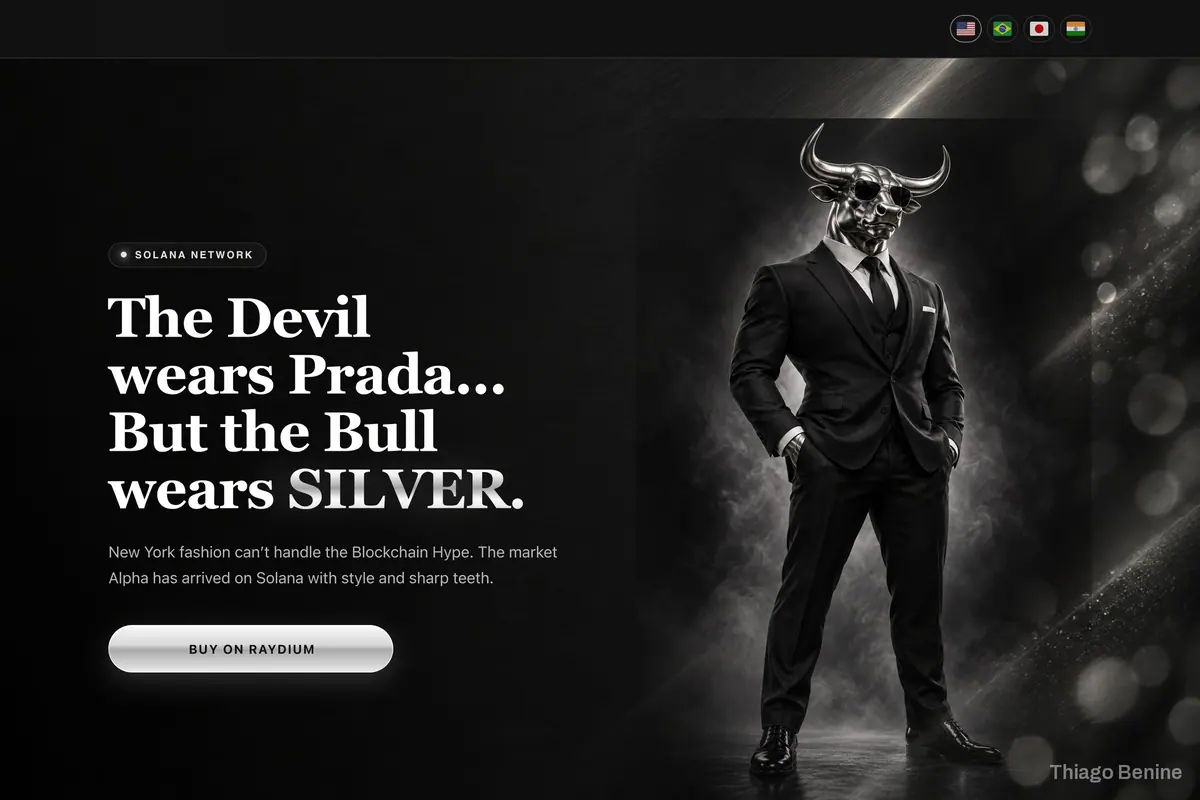 SOLANA NETWORK
The Devil
wears Prada...
But the Bull
wears SILVER.
New York fashion can’t handle the Blockchain Hype. The market
Alpha has arrived on Solana with style and sharp teeth.
BUY ON RAYDIUM
Thiago Benine